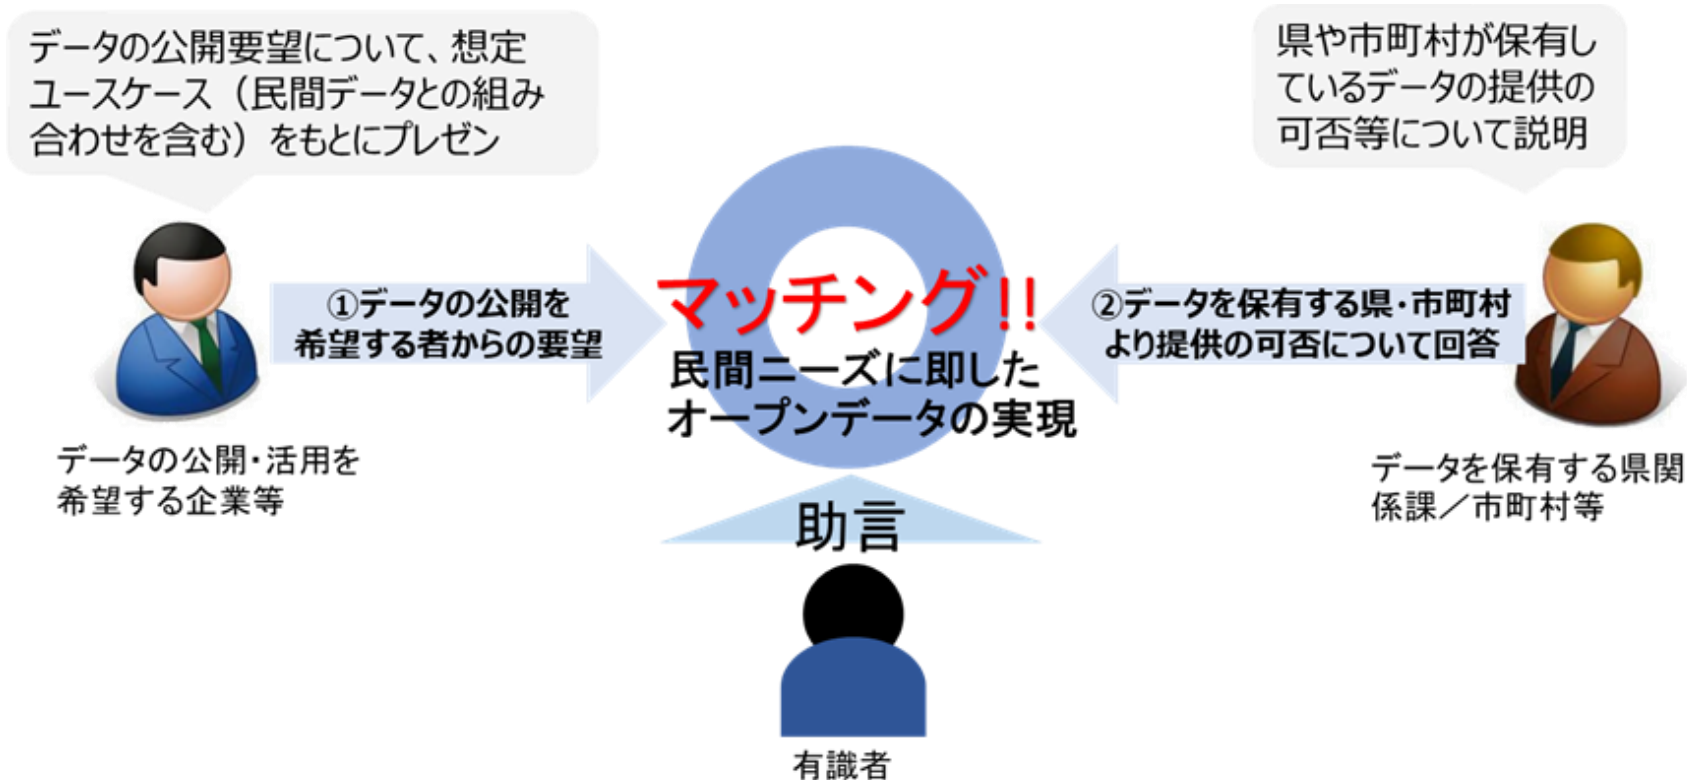 データの公開要望について、想定
ユースケース（民間データとの組み
合わせを含む）をもとにプレゼン
県や市町村が保有し
ているデータの提供の
可否等について説明
①データの公開を
希望する者からの要望
マッチング!!
民間ニーズに即した
オープンデータの実現
②データを保有する県・市町村
より提供の可否について回答
データの公開・活用を
希望する企業等
データを保有する県関
係課／市町村等
助言
有識者